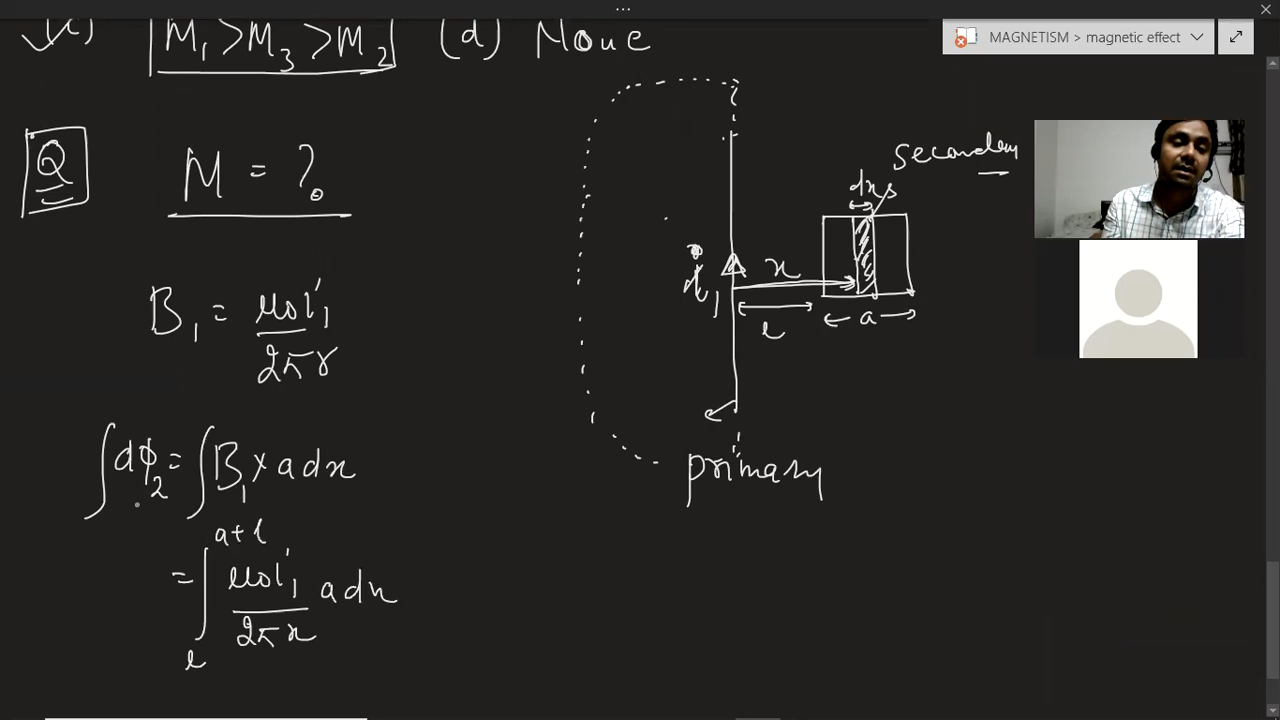 (c) M₁ > M₃ > M₂ (d) None
MAGNETISM > magnetic effect
Q M = ?
secondary
dx
B₁ = μ₀i₁ / 2πr
i₁
x
l
a
primary
∫dφ₂ = ∫B₁ × a dx
= ∫ₗᵃ⁺ˡ μ₀i₁ / 2πx a dx